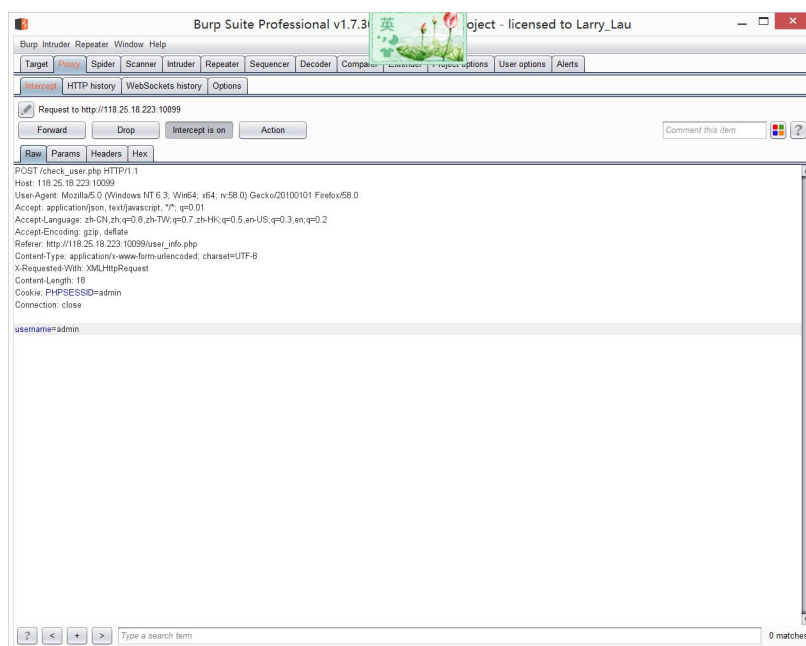 Burp Suite Professional v1.7.3 英 oject - licensed to Larry_Lau
Burp Intruder Repeater Window Help
Target Proxy Spider Scanner Intruder Repeater Sequencer Decoder Comparer Extender Project options User options Alerts
Intercept HTTP history WebSockets history Options
Request to http://118.25.18.223:10099
Forward Drop Intercept is on Action Comment this item ?
Raw Params Headers Hex
POST /check_user.php HTTP/1.1
Host: 118.25.18.223:10099
User-Agent: Mozilla/5.0 (Windows NT 6.3; Win64; x64; rv:58.0) Gecko/20100101 Firefox/58.0
Accept: application/json, text/javascript, */*; q=0.01
Accept-Language: zh-CN,zh;q=0.8,zh-TW;q=0.7,zh-HK;q=0.5,en-US;q=0.3,en;q=0.2
Accept-Encoding: gzip, deflate
Referer: http://118.25.18.223:10099/user_info.php
Content-Type: application/x-www-form-urlencoded; charset=UTF-8
X-Requested-With: XMLHttpRequest
Content-Length: 18
Cookie: PHPSESSID=admin
Connection: close
username=admin
? < + > Type a search term 0 matches